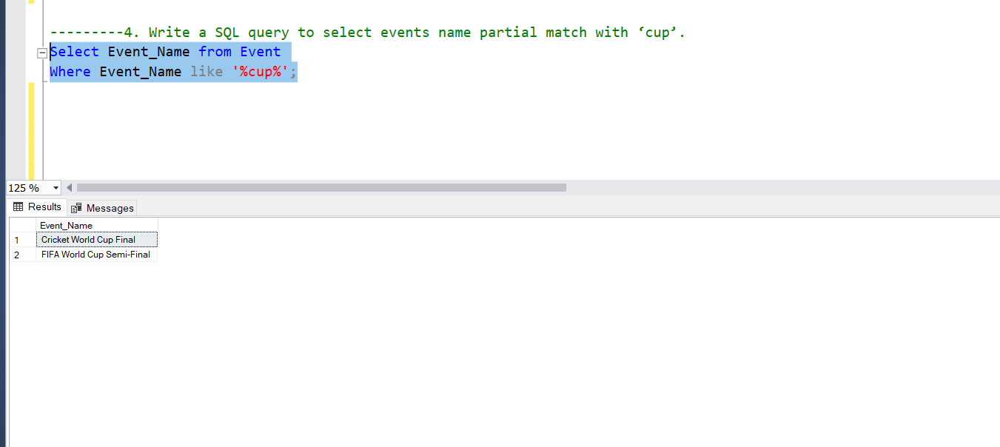 ---------4. Write a SQL query to select events name partial match with ‘cup’.
Select Event_Name from Event
Where Event_Name like '%cup%';
125 %
Results Messages
Event_Name
1 Cricket World Cup Final
2 FIFA World Cup Semi-Final